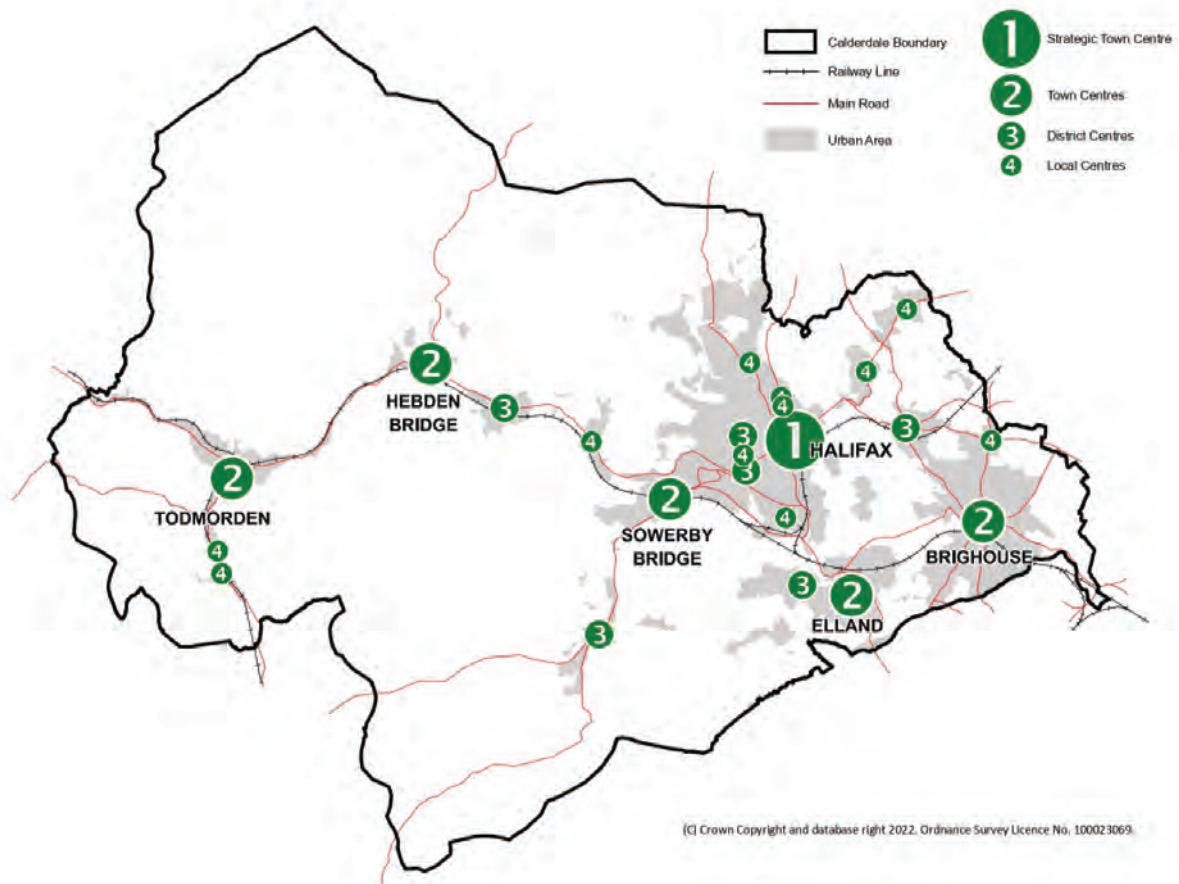 1 Strategic Town Centre
Calderdale Boundary
Railway Line
2 Town Centres
Main Road
3 District Centres
Urban Area
4 Local Centres
4
4
4
2
4
4
HEBDEN
BRIDGE
3
3
3
1
HALIFAX
4
4
4
3
2
TODMORDEN
2
SOWERBY
BRIDGE
4
2
BRIGHOUSE
4
4
3
2
ELLAND
3
(C) Crown Copyright and database right 2022. Ordnance Survey Licence No. 100023069.